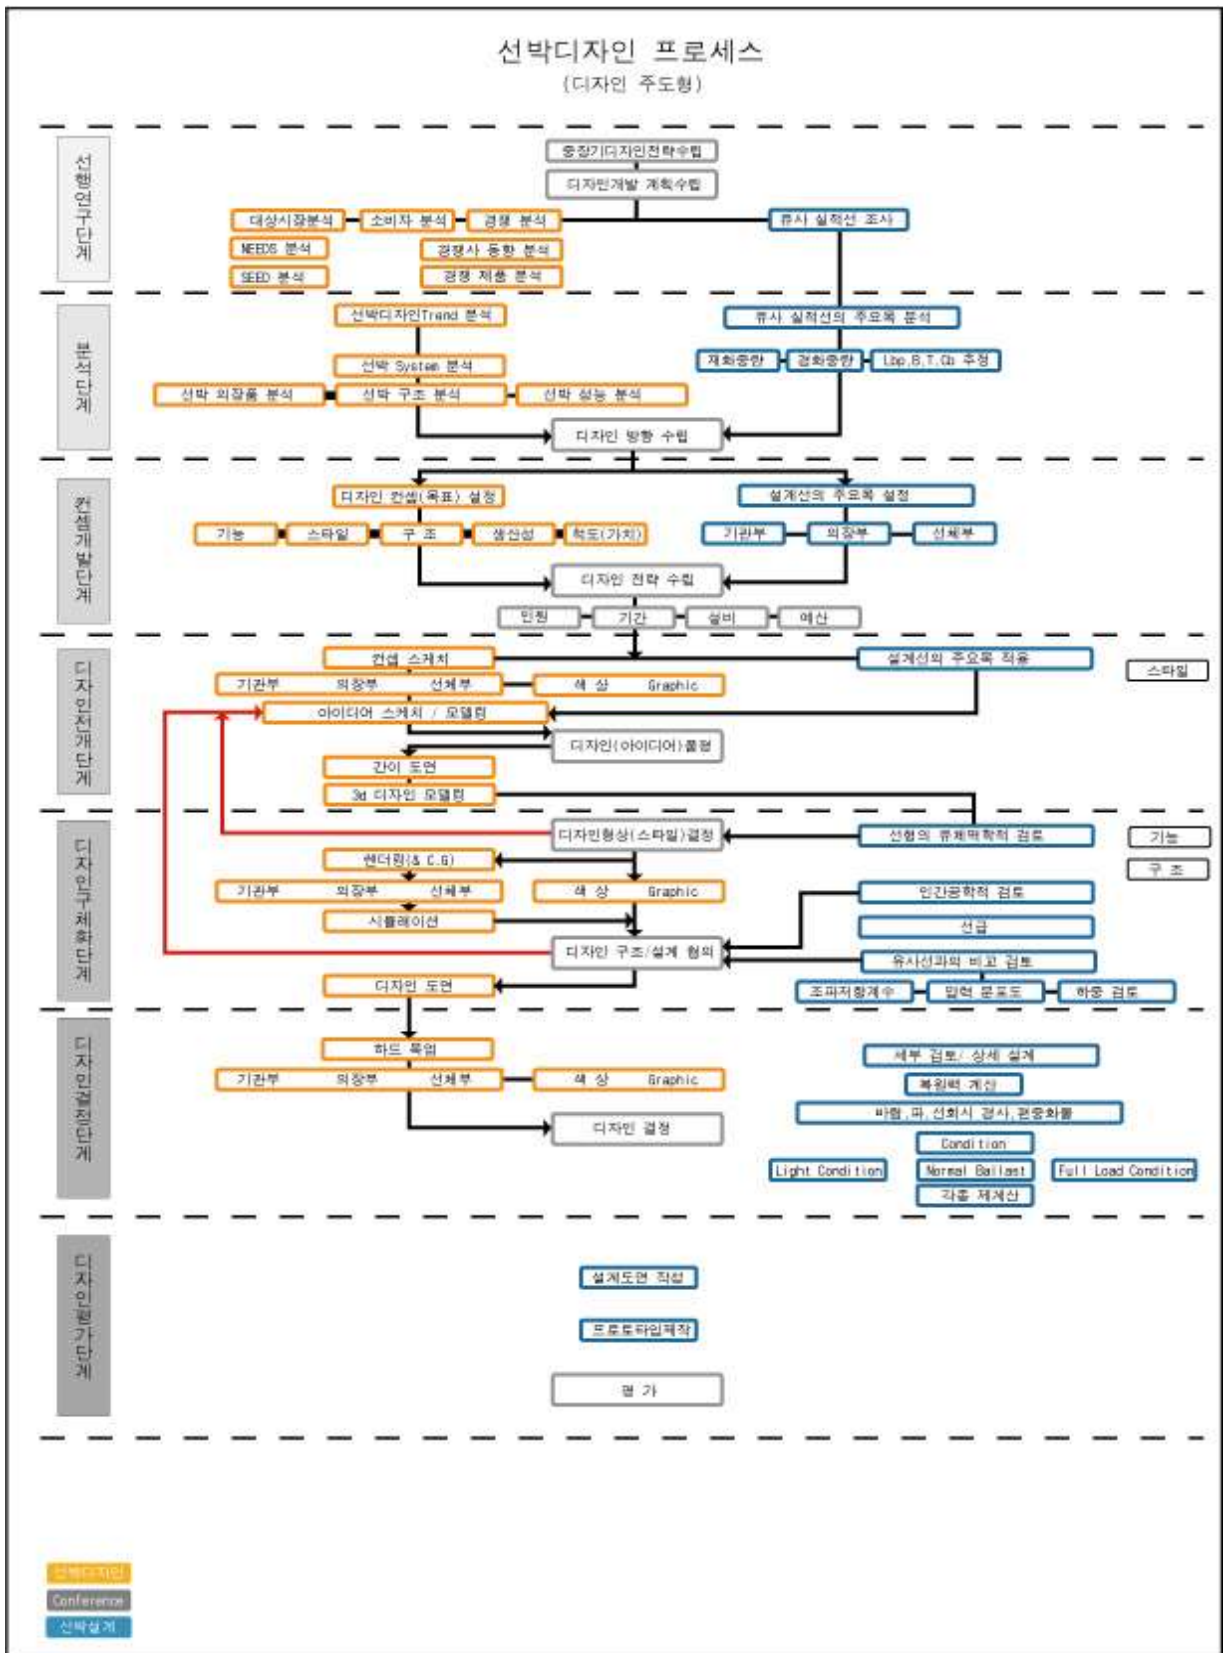 선박디자인 프로세스
(디자인 주도형)
선행연구단계
중장기디자인전략수립
디자인개발 계획수립
대상시장분석 소비자 분석 경쟁 분석 류사 실적선 조사
NEEDS 분석 경쟁사 동향 분석
SEED 분석 경쟁 제품 분석
분석단계
선박디자인Trend 분석 류사 실적선의 주요목 분석
재화중량 경화중량 Lbp,B,T,Cb 추정
선박 System 분석
선박 의장품 분석 선박 구조 분석 선박 성능 분석
디자인 방향 수립
컨셉개발단계
디자인 컨셉(목표) 설정 설계선의 주요목 설정
기능 스타일 구 조 생산성 척도(가치) 기관부 의장부 선체부
디자인 전략 수립
인원 기간 설비 예산
디자인전개단계
컨셉 스케치 설계선의 주요목 적용 스타일
기관부 의장부 선체부 색 상 Graphic
아이디어 스케치 / 모델링
디자인(아이디어)품평
간이 도면
3d 디자인 모델링
디자인구체화단계
디자인형상(스타일)결정 선형의 류체역학적 검토 기능
렌더링(& C.G) 구 조
기관부 의장부 선체부 색 상 Graphic 인간공학적 검토
시뮬레이션 선급
디자인 구조/설계 협의 유사선과의 비고 검토
디자인 도면 조파저항계수 압력 분포도 하중 검토
디자인결정단계
하드 목업 세부 검토/ 상세 설계
기관부 의장부 선체부 색 상 Graphic 복원력 계산
바람,파,선회시 경사,편중화물
디자인 결정
Condition
Light Condition Normal Ballast Full Load Condition
각종 제계산
디자인평가단계
설계도면 작성
프로토타입제작
평 가
선박디자인
Conference
선박설계